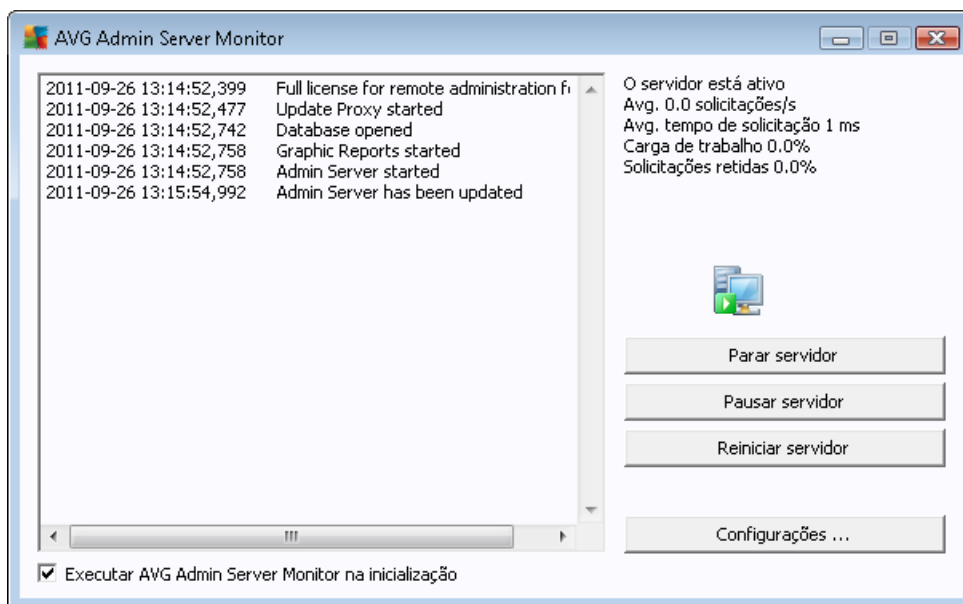 AVG Admin Server Monitor
2011-09-26 13:14:52,399 Full license for remote administration
2011-09-26 13:14:52,477 Update Proxy started
2011-09-26 13:14:52,742 Database opened
2011-09-26 13:14:52,758 Graphic Reports started
2011-09-26 13:14:52,758 Admin Server started
2011-09-26 13:15:54,992 Admin Server has been updated
O servidor está ativo
Avg. 0.0 solicitações/s
Avg. tempo de solicitação 1 ms
Carga de trabalho 0.0%
Solicitações retidas 0.0%
Parar servidor
Pausar servidor
Reiniciar servidor
Configurações ...
Executar AVG Admin Server Monitor na inicialização